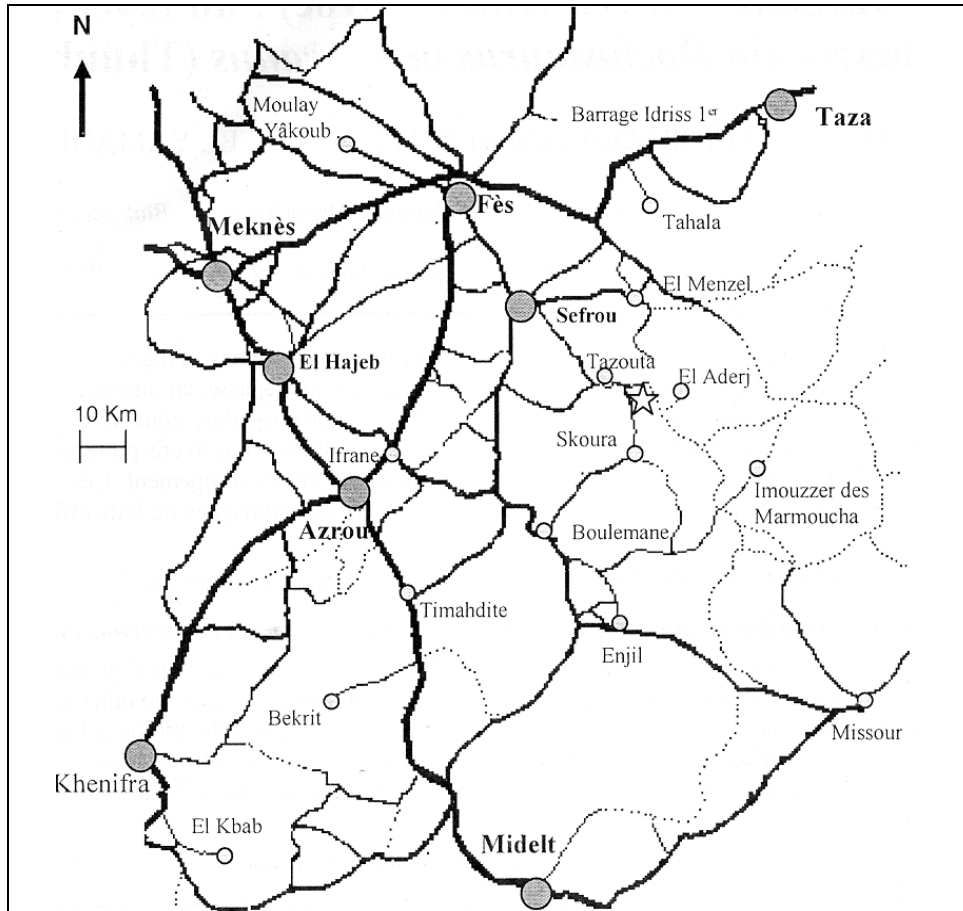 N
Moulay
Yâkoub
Barrage Idriss 1er
Taza
Fès
Tahala
Meknès
El Menzel
Sefrou
El Hajeb
Tazouta
El Aderj
10 Km
Skoura
Ifrane
Imouzzer des
Marmoucha
Azrou
Boulemane
Timahdite
Enjil
Bekrit
Missour
Khenifra
El Kbab
Midelt